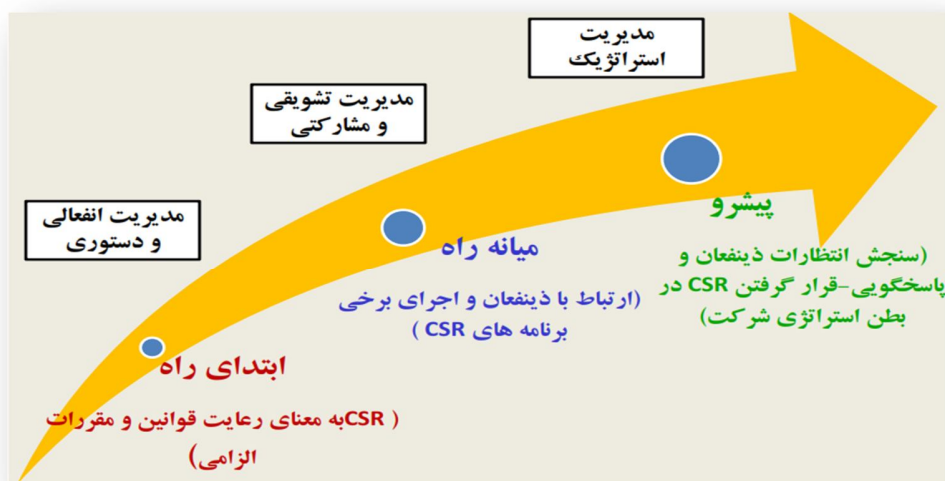 مدیریت
استراتژیک
مدیریت تشویقی
و مشارکتی
مدیریت انفعالی
و دستوری
پیشرو
(سنجش انتظارات ذینفعان و
پاسخگویی-قرار گرفتن CSR در
بطن استراتژی شرکت)
میانه راه
(ارتباط با ذینفعان و اجرای برخی
برنامه های CSR )
ابتدای راه
( CSRبه معنای رعایت قوانین و مقررات
الزامی)